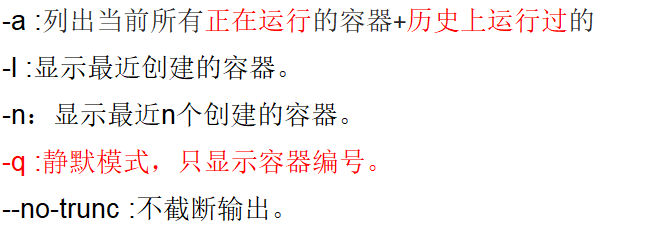 -a :列出当前所有正在运行的容器+历史上运行过的
-l :显示最近创建的容器。
-n：显示最近n个创建的容器。
-q :静默模式，只显示容器编号。
--no-trunc :不截断输出。